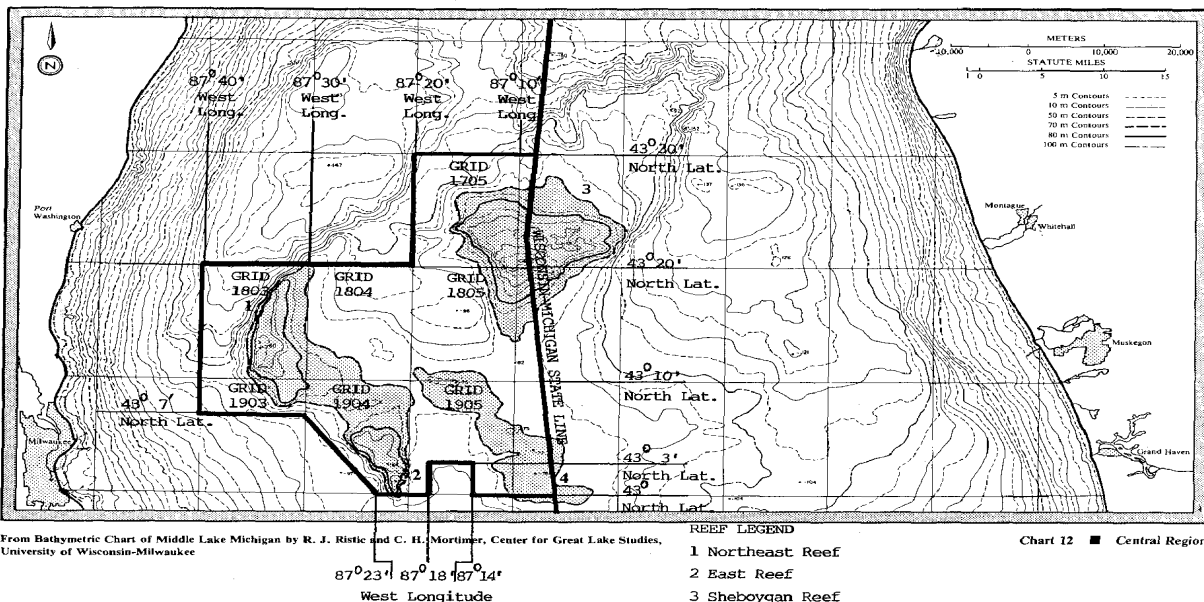 N
87° 40'
West
Long.
87° 30'
West
Long.
87° 20'
West
Long.
87° 10'
West
Long.
METERS
10,000 0 10,000 20,000
STATUTE MILES
1 0 5 10 15
5 m Contours
10 m Contours
50 m Contours
70 m Contours
80 m Contours
100 m Contours
Port
Washington
GRID
1705
3
North Lat.
Montague
Whitehall
WISCONSIN-MICHIGAN STATE LINE
43° 20'
North Lat.
GRID
1803
1
GRID
1804
GRID
1805
Muskegon
43° 10'
North Lat.
GRID
1903
GRID
1904
GRID
1905
43° 7'
North Lat.
Milwaukee
2
4
43° 3'
North Lat.
43°
North Lat.
Grand Haven
From Bathymetric Chart of Middle Lake Michigan by R. J. Ristic and C. H. Mortimer, Center for Great Lake Studies,
University of Wisconsin-Milwaukee
Chart 12 ■ Central Region
87° 23' 87° 18' 87° 14'
West Longitude
REEF LEGEND
1 Northeast Reef
2 East Reef
3 Sheboygan Reef